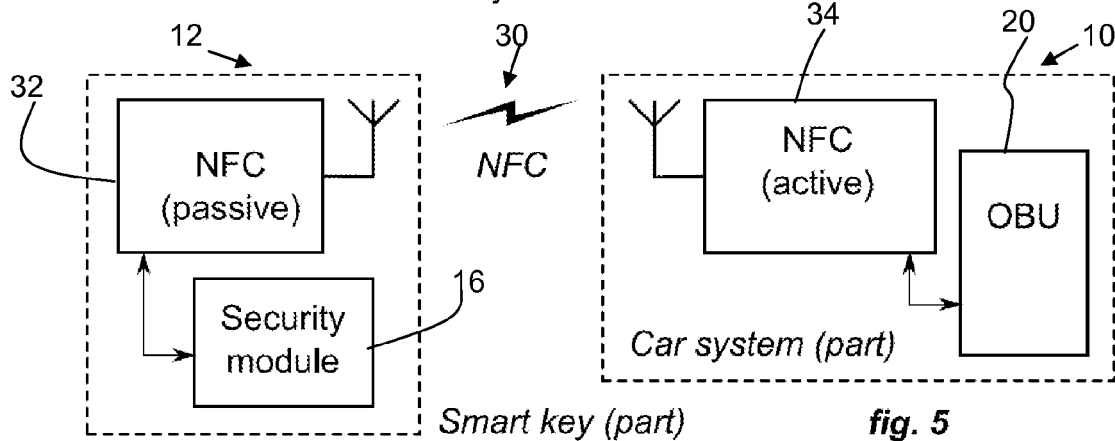 12
30
34
20
10
32
NFC
(passive)
NFC
NFC
(active)
OBU
16
Security
module
Car system (part)
Smart key (part)
fig. 5